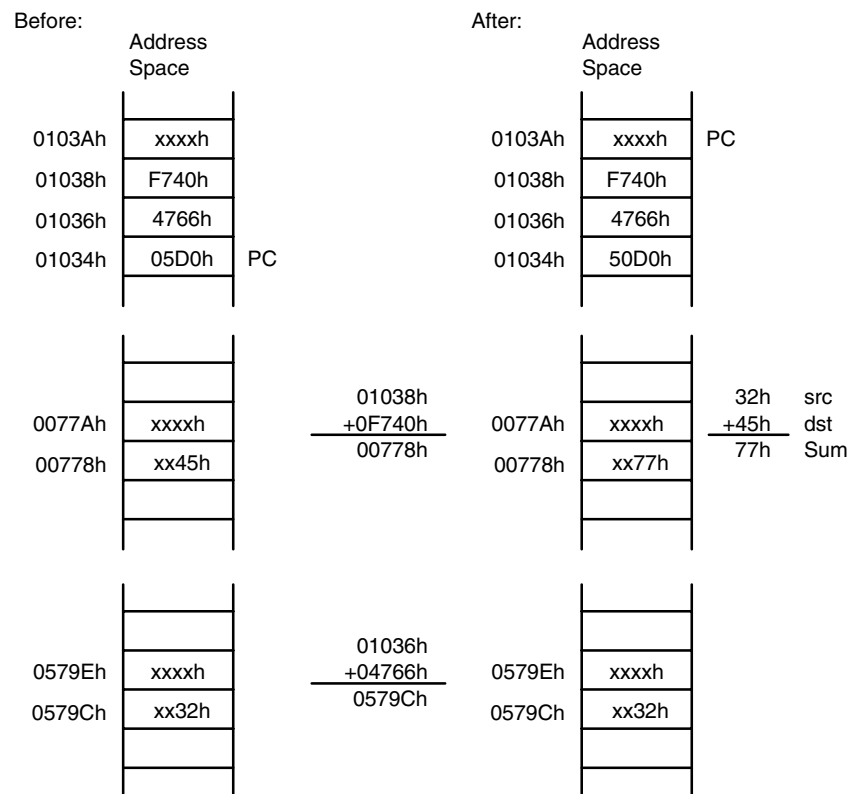 Before:
Address
Space
0103Ah xxxxh
01038h F740h
01036h 4766h
01034h 05D0h PC
0077Ah xxxxh
00778h xx45h
01038h
+0F740h
00778h
0579Eh xxxxh
0579Ch xx32h
01036h
+04766h
0579Ch
After:
Address
Space
0103Ah xxxxh PC
01038h F740h
01036h 4766h
01034h 50D0h
0077Ah xxxxh
00778h xx77h
32h src
+45h dst
77h Sum
0579Eh xxxxh
0579Ch xx32h